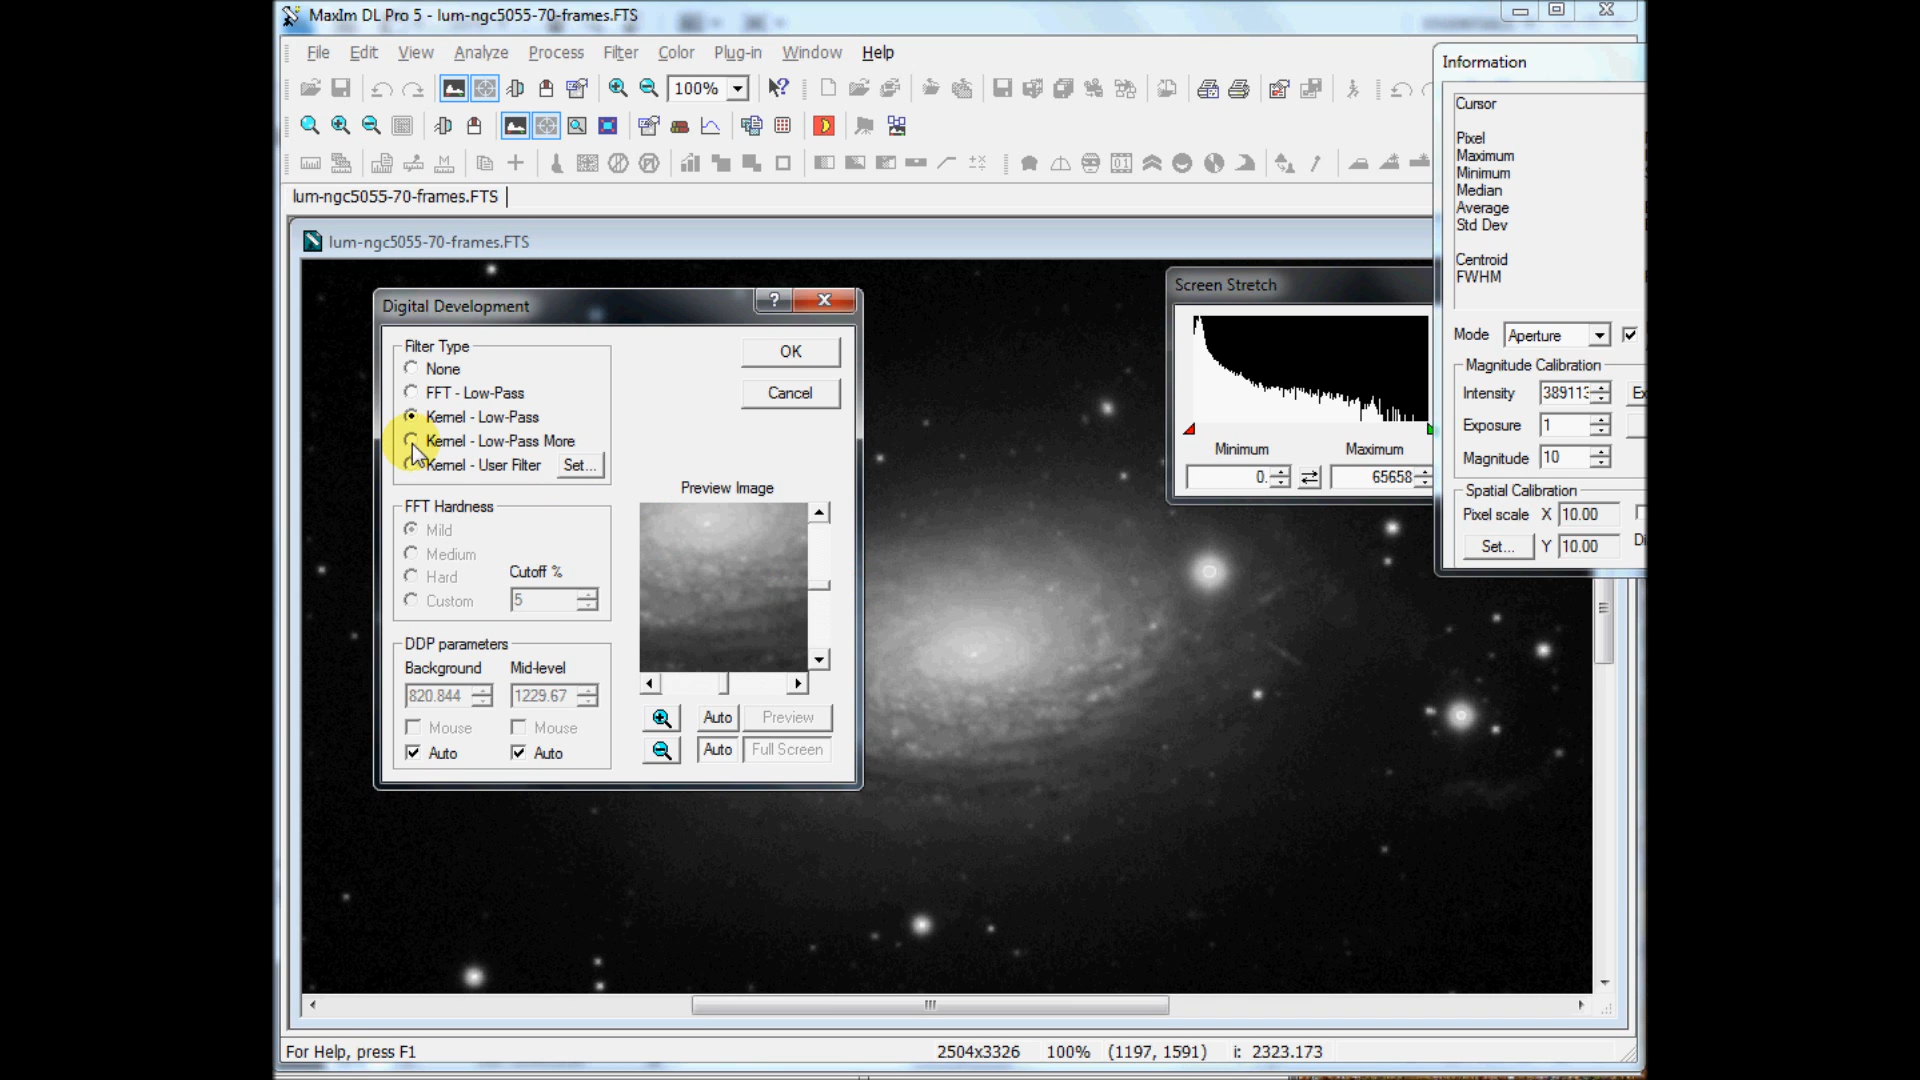 MaxIm DL Pro 5 - lum-ngc5055-70-frames.FTS
File Edit View Analyze Process Filter Color Plug-in Window Help
100%
lum-ngc5055-70-frames.FTS
lum-ngc5055-70-frames.FTS
Digital Development
Filter Type
None
FFT - Low-Pass
Kernel - Low-Pass
Kernel - Low-Pass More
Kernel - User Filter Set...
OK
Cancel
FFT Hardness
Mild
Medium
Hard
Custom
Cutoff %
5
DDP parameters
Background Mid-level
820.844 1229.67
Mouse Mouse
Auto Auto
Preview Image
Auto Preview
Auto Full Screen
Screen Stretch
Minimum Maximum
0. 65658
Information
Cursor
Pixel
Maximum
Minimum
Median
Average
Std Dev
Centroid
FWHM
Mode Aperture
Magnitude Calibration
Intensity 389113 Ex
Exposure 1
Magnitude 10
Spatial Calibration
Pixel scale X 10.00
Set... Y 10.00 Di
For Help, press F1 2504x3326 100% (1197, 1591) i: 2323.173